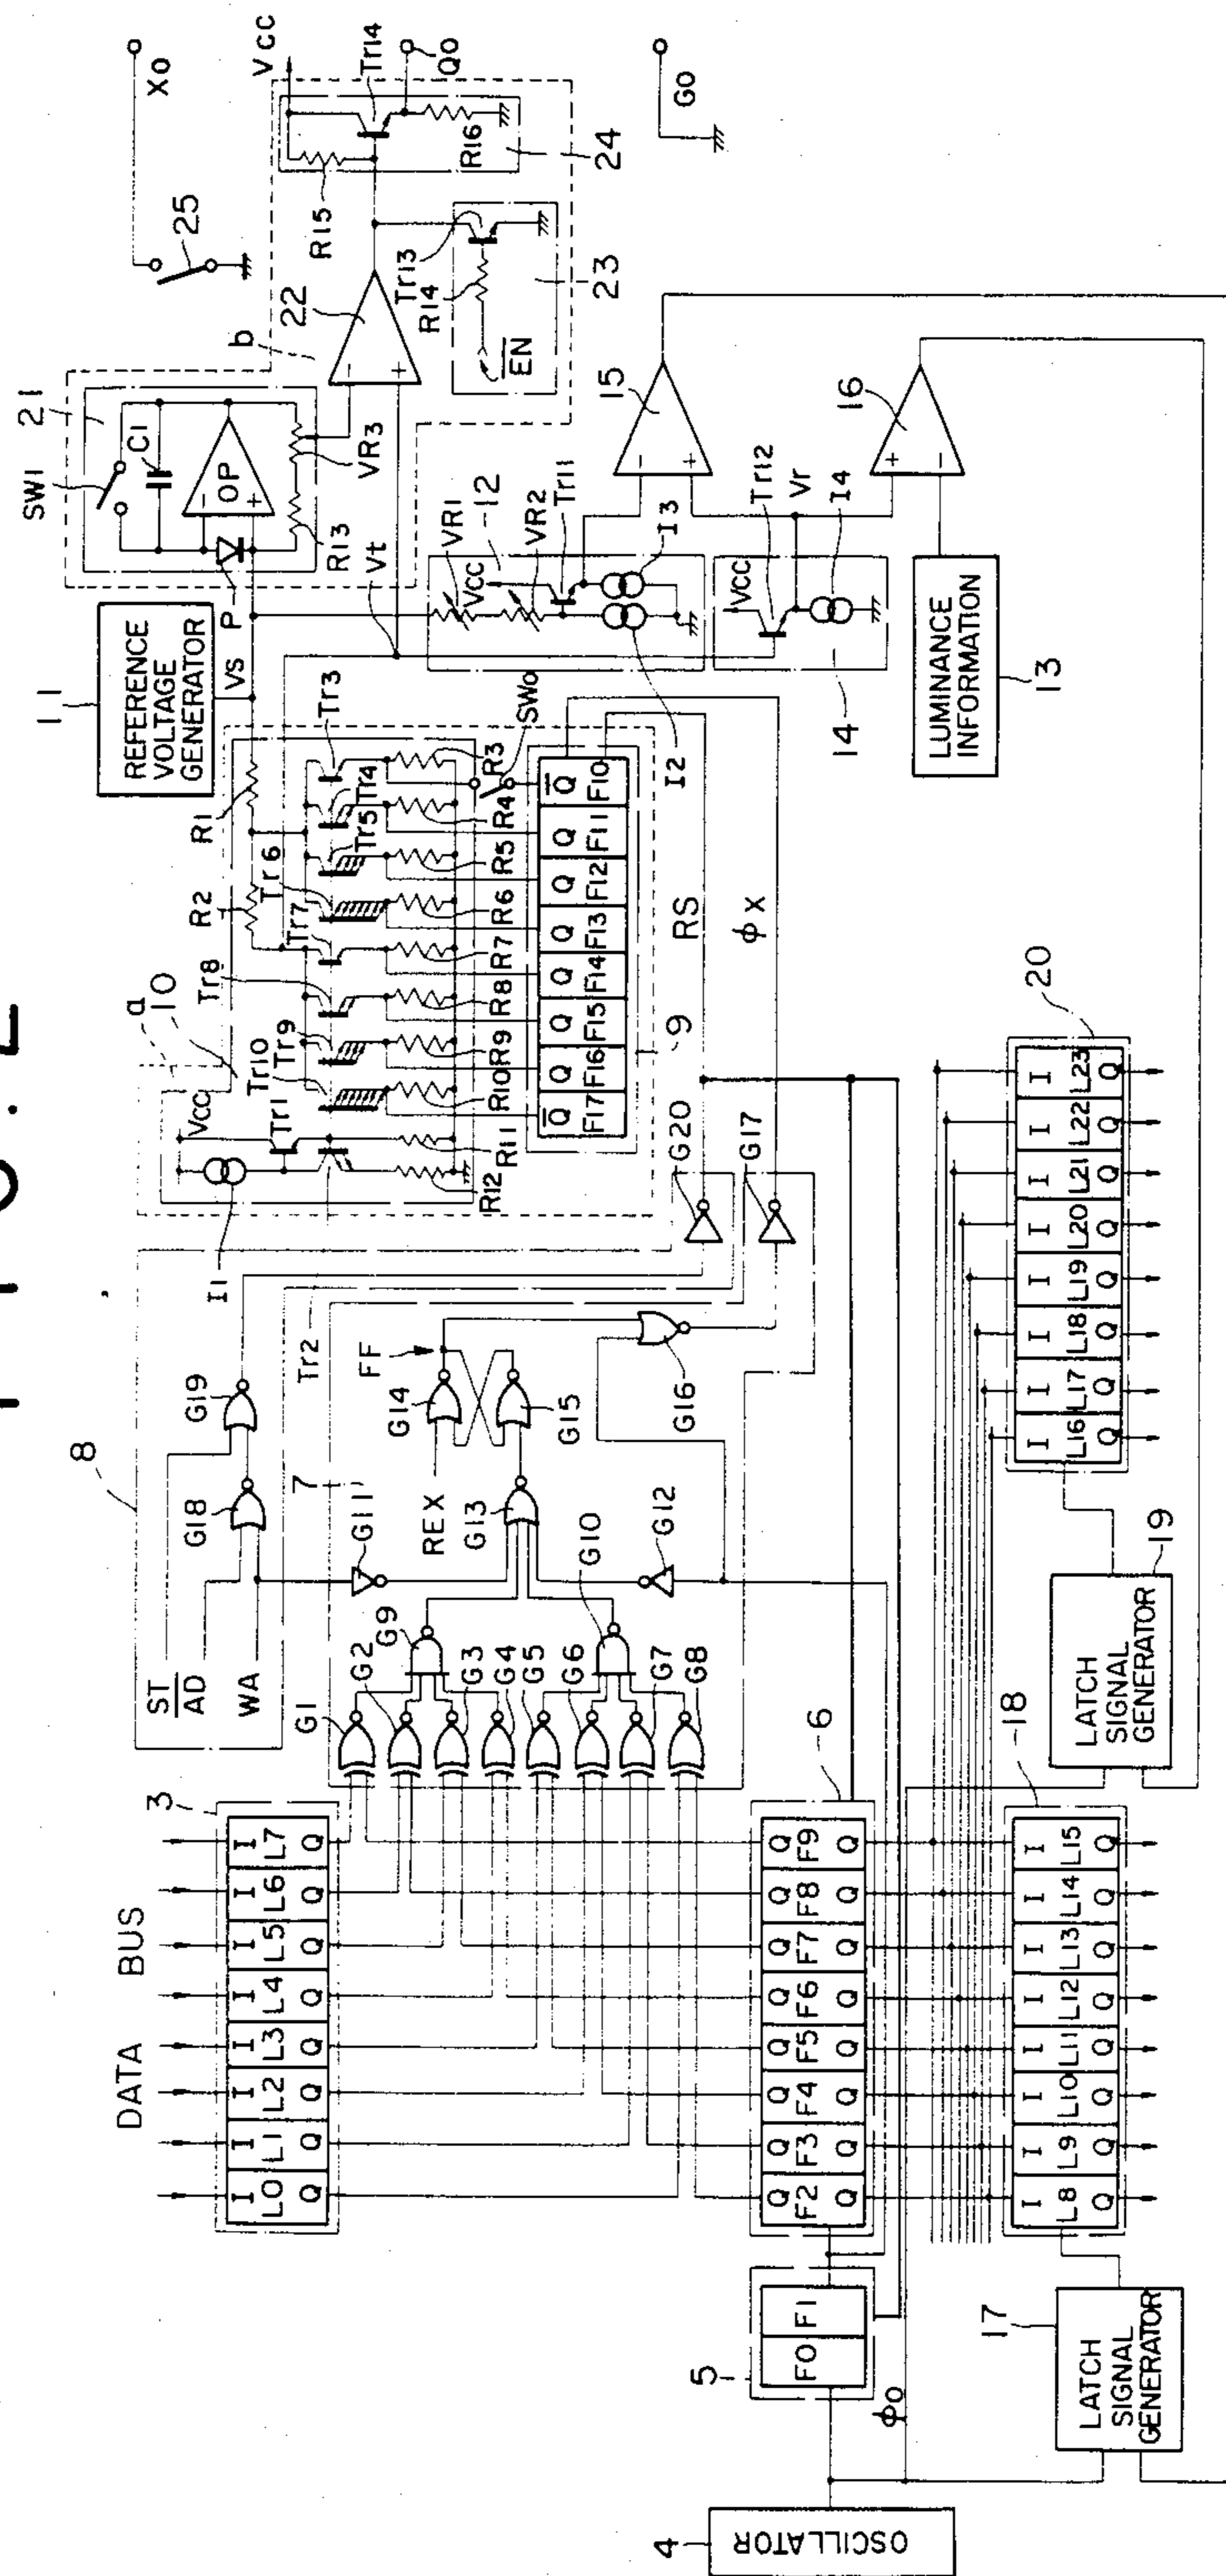 FIG. 2
DATA BUS
3
I I I I I I I I
L0 L1 L2 L3 L4 L5 L6 L7
Q Q Q Q Q Q Q Q
8
ST
AD
WA
G18
G19
G1
G2
G3
G4
G5
G6
G7
G8
G9
G10
G11
G12
G13
7
REX
G14
G15
FF
G16
G17
G20
RS
φX
4
OSCILLATOR
5
F0 F1
φ0
6
Q Q Q Q Q Q Q Q
F2 F3 F4 F5 F6 F7 F8 F9
Q Q Q Q Q Q Q Q
17
LATCH
SIGNAL
GENERATOR
18
I I I I I I I I
L8 L9 L10 L11 L12 L13 L14 L15
Q Q Q Q Q Q Q Q
19
LATCH
SIGNAL
GENERATOR
20
I I I I I I I I
L16 L17 L18 L19 L20 L21 L22 L23
Q Q Q Q Q Q Q Q
a
10
VCC
I1
Tr1
Tr2
Tr10
Tr9
Tr8
Tr7
Tr6
Tr5
Tr4
Tr3
R12
R11
R10
R9
R8
R7
R6
R5
R4
R3
R2
R1
SW0
Q Q Q Q Q Q Q Q
F17 F16 F15 F14 F13 F12 F11 F10
9
11
REFERENCE
VOLTAGE
GENERATOR
Vs
P
Vt
SW1
21
C1
OP
R13
VR3
b
22
VR1
VCC
VR2
12
Tr11
I3
I2
VCC
Tr12
Vr
I4
14
LUMINANCE
INFORMATION
13
15
16
EN
R14
Tr13
23
R15
VCC
Tr14
Q0
R16
24
25
X0
G0